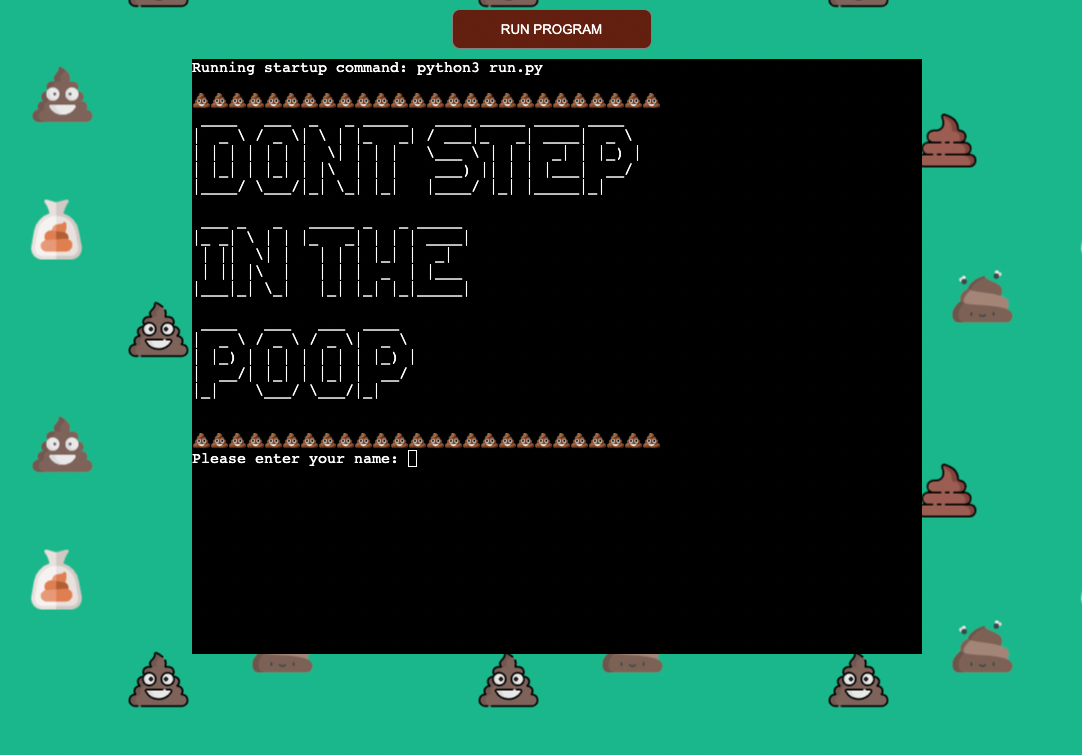 RUN PROGRAM
Running startup command: python3 run.py
DONT STEP
IN THE
POOP
Please enter your name: